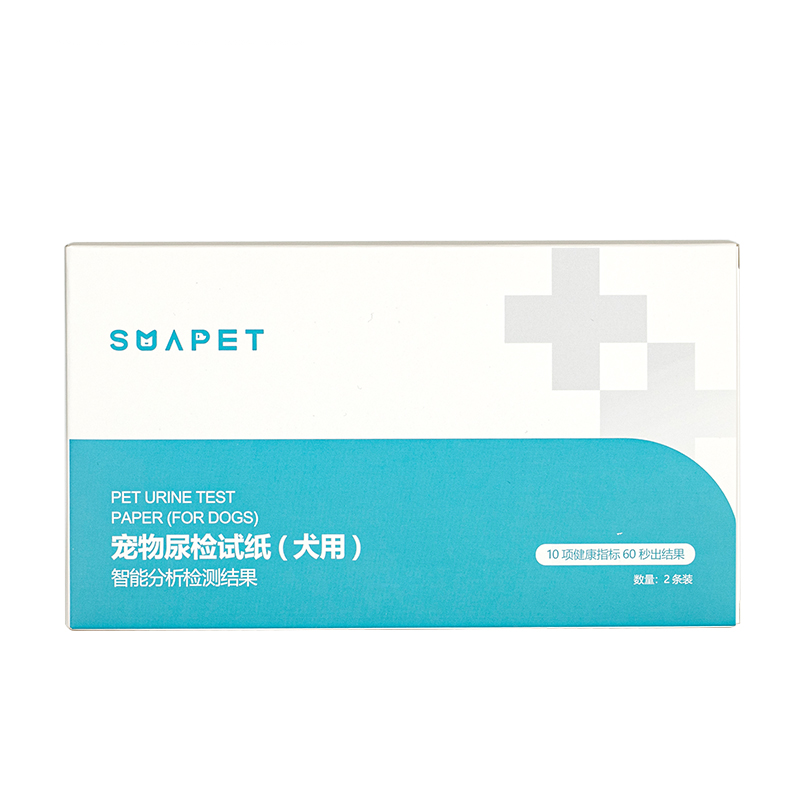 SUAPET
PET URINE TEST
PAPER (FOR DOGS)
宠物尿检试纸（犬用）
智能分析检测结果
10 项健康指标 60 秒出结果
数量：2 条装